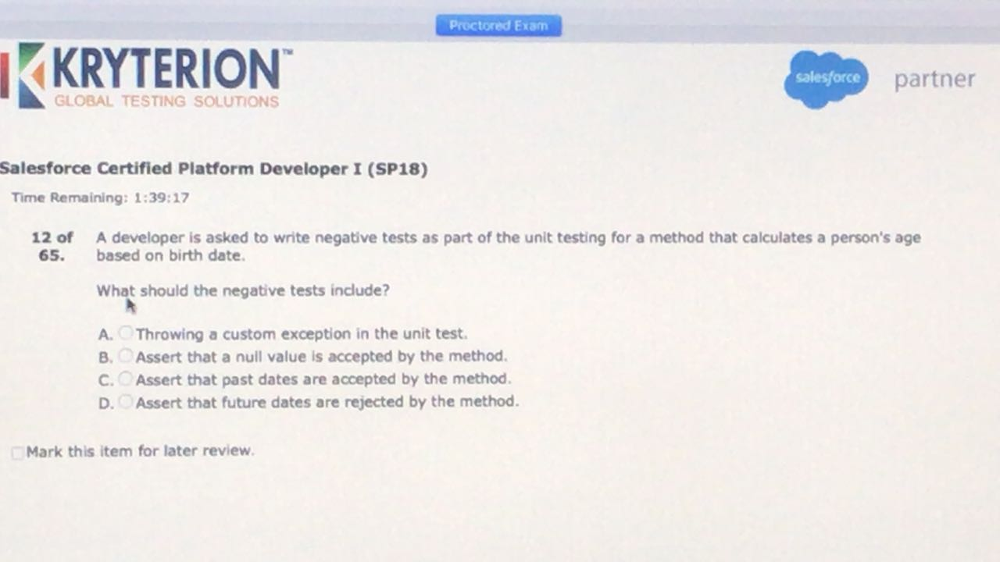 Proctored Exam
KRYTERION™
GLOBAL TESTING SOLUTIONS
salesforce partner
Salesforce Certified Platform Developer I (SP18)
Time Remaining: 1:39:17
12 of A developer is asked to write negative tests as part of the unit testing for a method that calculates a person's age
65. based on birth date.
What should the negative tests include?
A. Throwing a custom exception in the unit test.
B. Assert that a null value is accepted by the method.
C. Assert that past dates are accepted by the method.
D. Assert that future dates are rejected by the method.
Mark this item for later review.